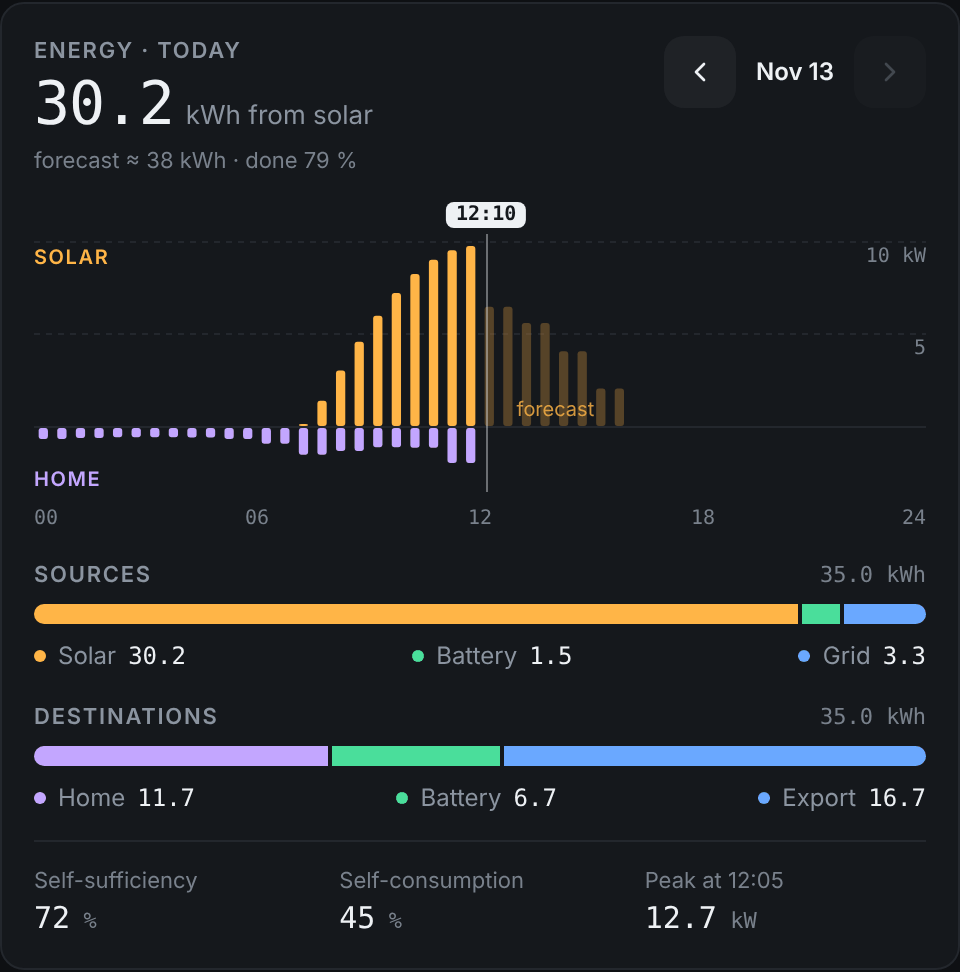 ENERGY · TODAY
30.2 kWh from solar
forecast ≈ 38 kWh · done 79 %
Nov 13
12:10
SOLAR
10 kW
5
forecast
HOME
00 06 12 18 24
SOURCES 35.0 kWh
Solar 30.2 Battery 1.5 Grid 3.3
DESTINATIONS 35.0 kWh
Home 11.7 Battery 6.7 Export 16.7
Self-sufficiency Self-consumption Peak at 12:05
72 % 45 % 12.7 kW